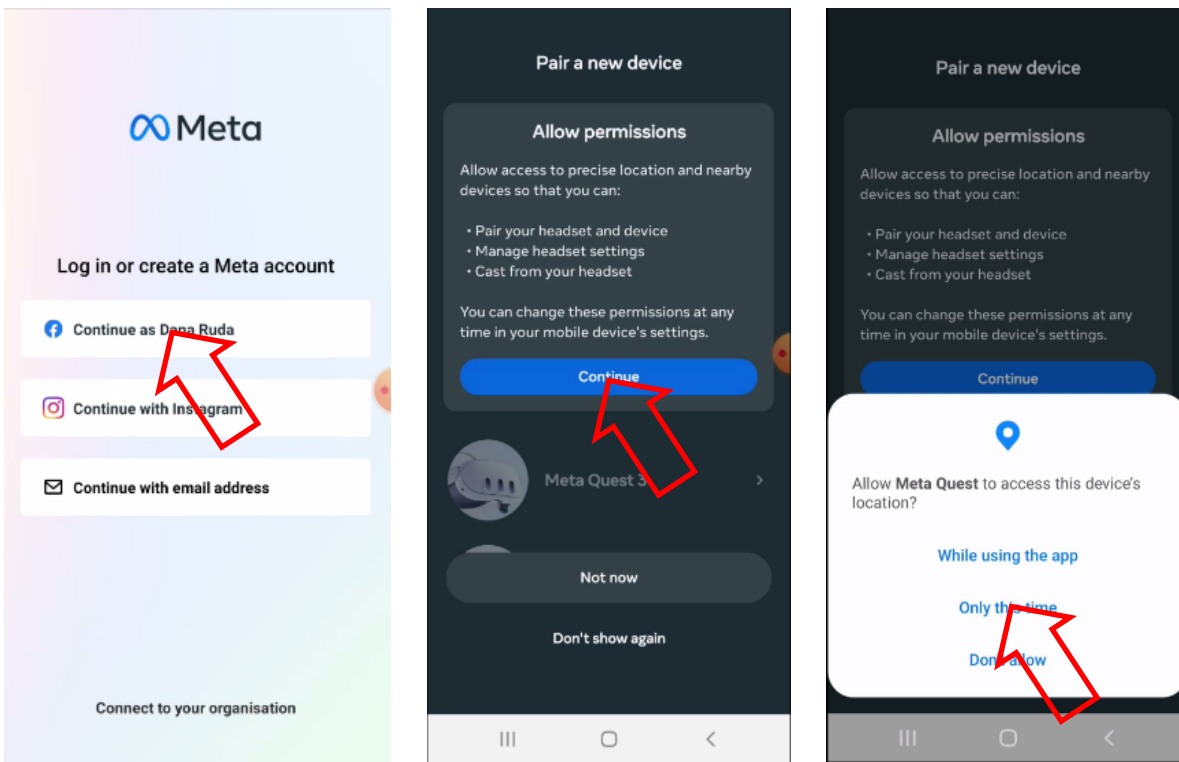 Meta
Log in or create a Meta account
Continue as Dana Ruda
Continue with Instagram
Continue with email address
Connect to your organisation
Pair a new device
Allow permissions
Allow access to precise location and nearby
devices so that you can:
• Pair your headset and device
• Manage headset settings
• Cast from your headset
You can change these permissions at any
time in your mobile device's settings.
Continue
Meta Quest 3
Not now
Don't show again
Pair a new device
Allow permissions
Allow access to precise location and nearby
devices so that you can:
• Pair your headset and device
• Manage headset settings
• Cast from your headset
You can change these permissions at any
time in your mobile device's settings.
Continue
Allow Meta Quest to access this device's
location?
While using the app
Only this time
Don't allow